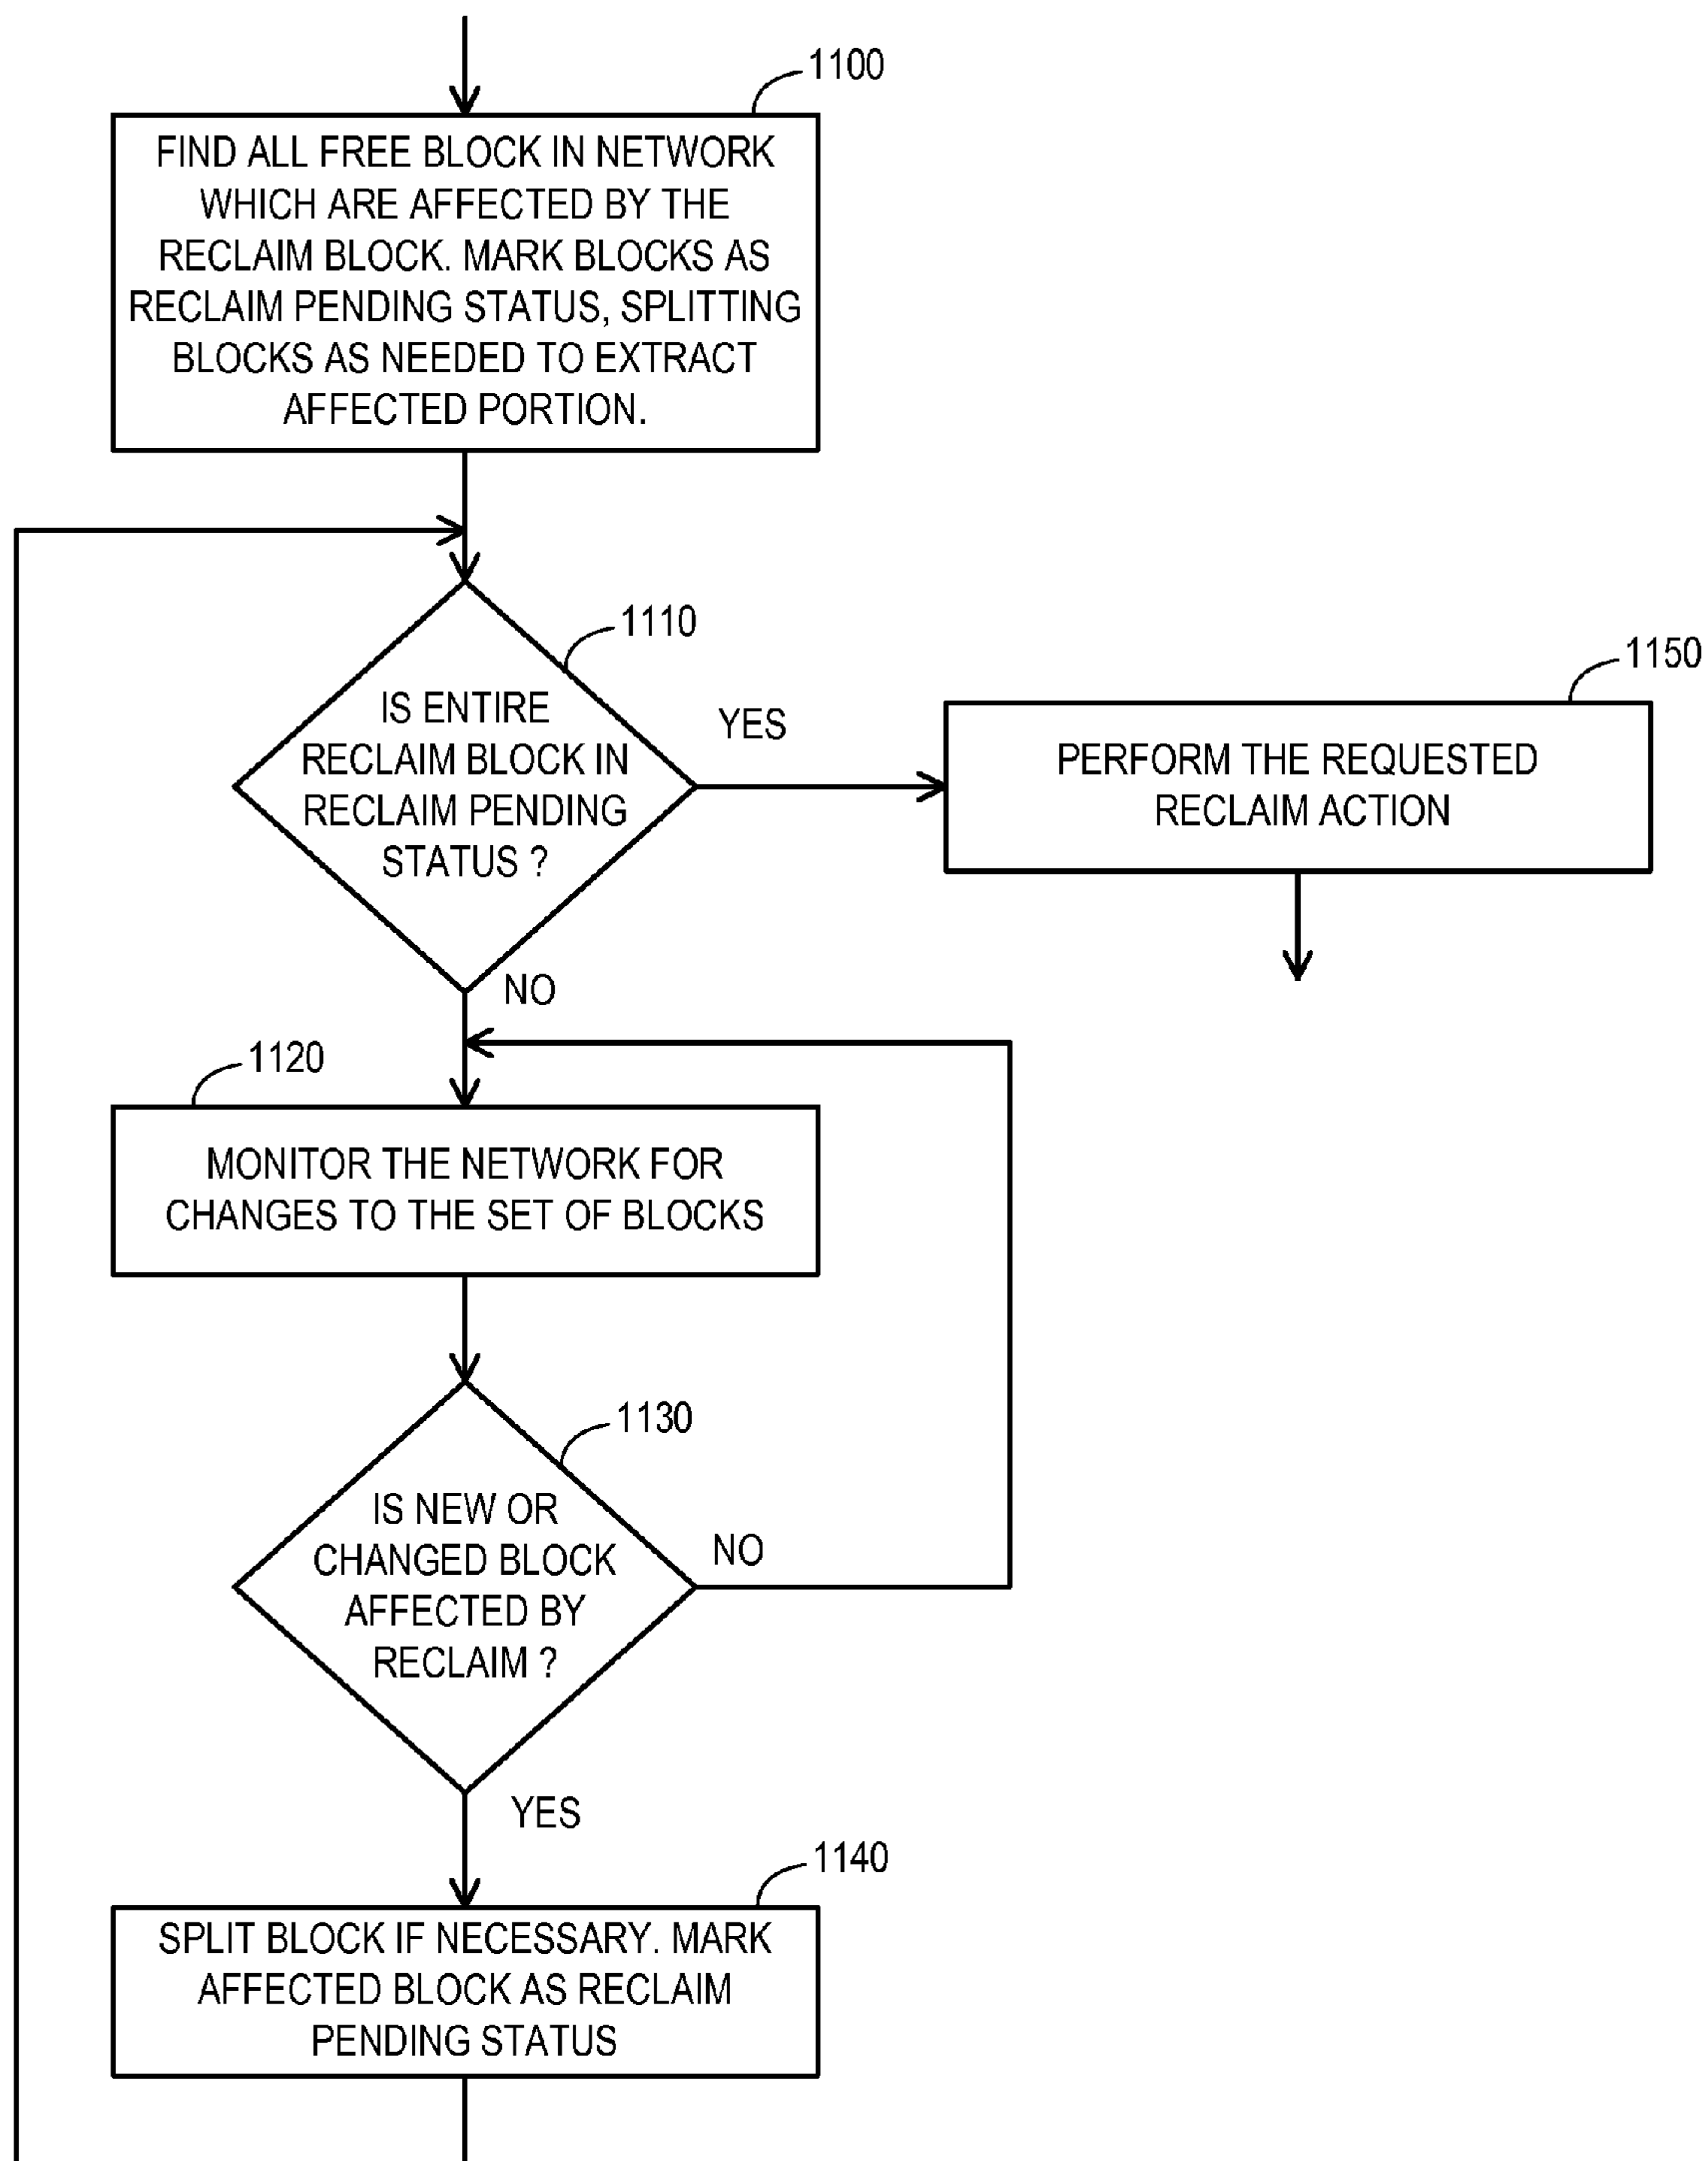 1100
FIND ALL FREE BLOCK IN NETWORK
WHICH ARE AFFECTED BY THE
RECLAIM BLOCK. MARK BLOCKS AS
RECLAIM PENDING STATUS, SPLITTING
BLOCKS AS NEEDED TO EXTRACT
AFFECTED PORTION.
1110
IS ENTIRE
RECLAIM BLOCK IN
RECLAIM PENDING
STATUS ?
YES
1150
PERFORM THE REQUESTED
RECLAIM ACTION
NO
1120
MONITOR THE NETWORK FOR
CHANGES TO THE SET OF BLOCKS
1130
IS NEW OR
CHANGED BLOCK
AFFECTED BY
RECLAIM ?
NO
YES
1140
SPLIT BLOCK IF NECESSARY. MARK
AFFECTED BLOCK AS RECLAIM
PENDING STATUS